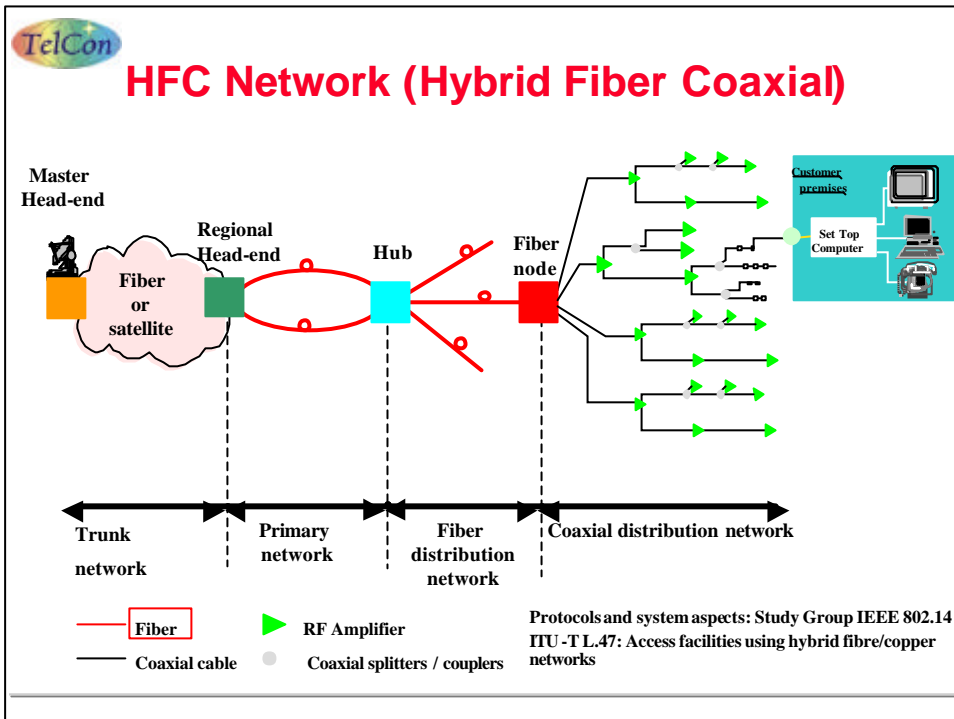 TelCon
HFC Network (Hybrid Fiber Coaxial)
Master
Head-end
Fiber
or
satellite
Regional
Head-end
Hub
Fiber
node
Customer
premises
Set Top
Computer
Trunk
network
Primary
network
Fiber
distribution
network
Coaxial distribution network
Fiber
RF Amplifier
Coaxial cable
Coaxial splitters / couplers
Protocols and system aspects: Study Group IEEE 802.14
ITU -T L.47: Access facilities using hybrid fibre/copper
networks